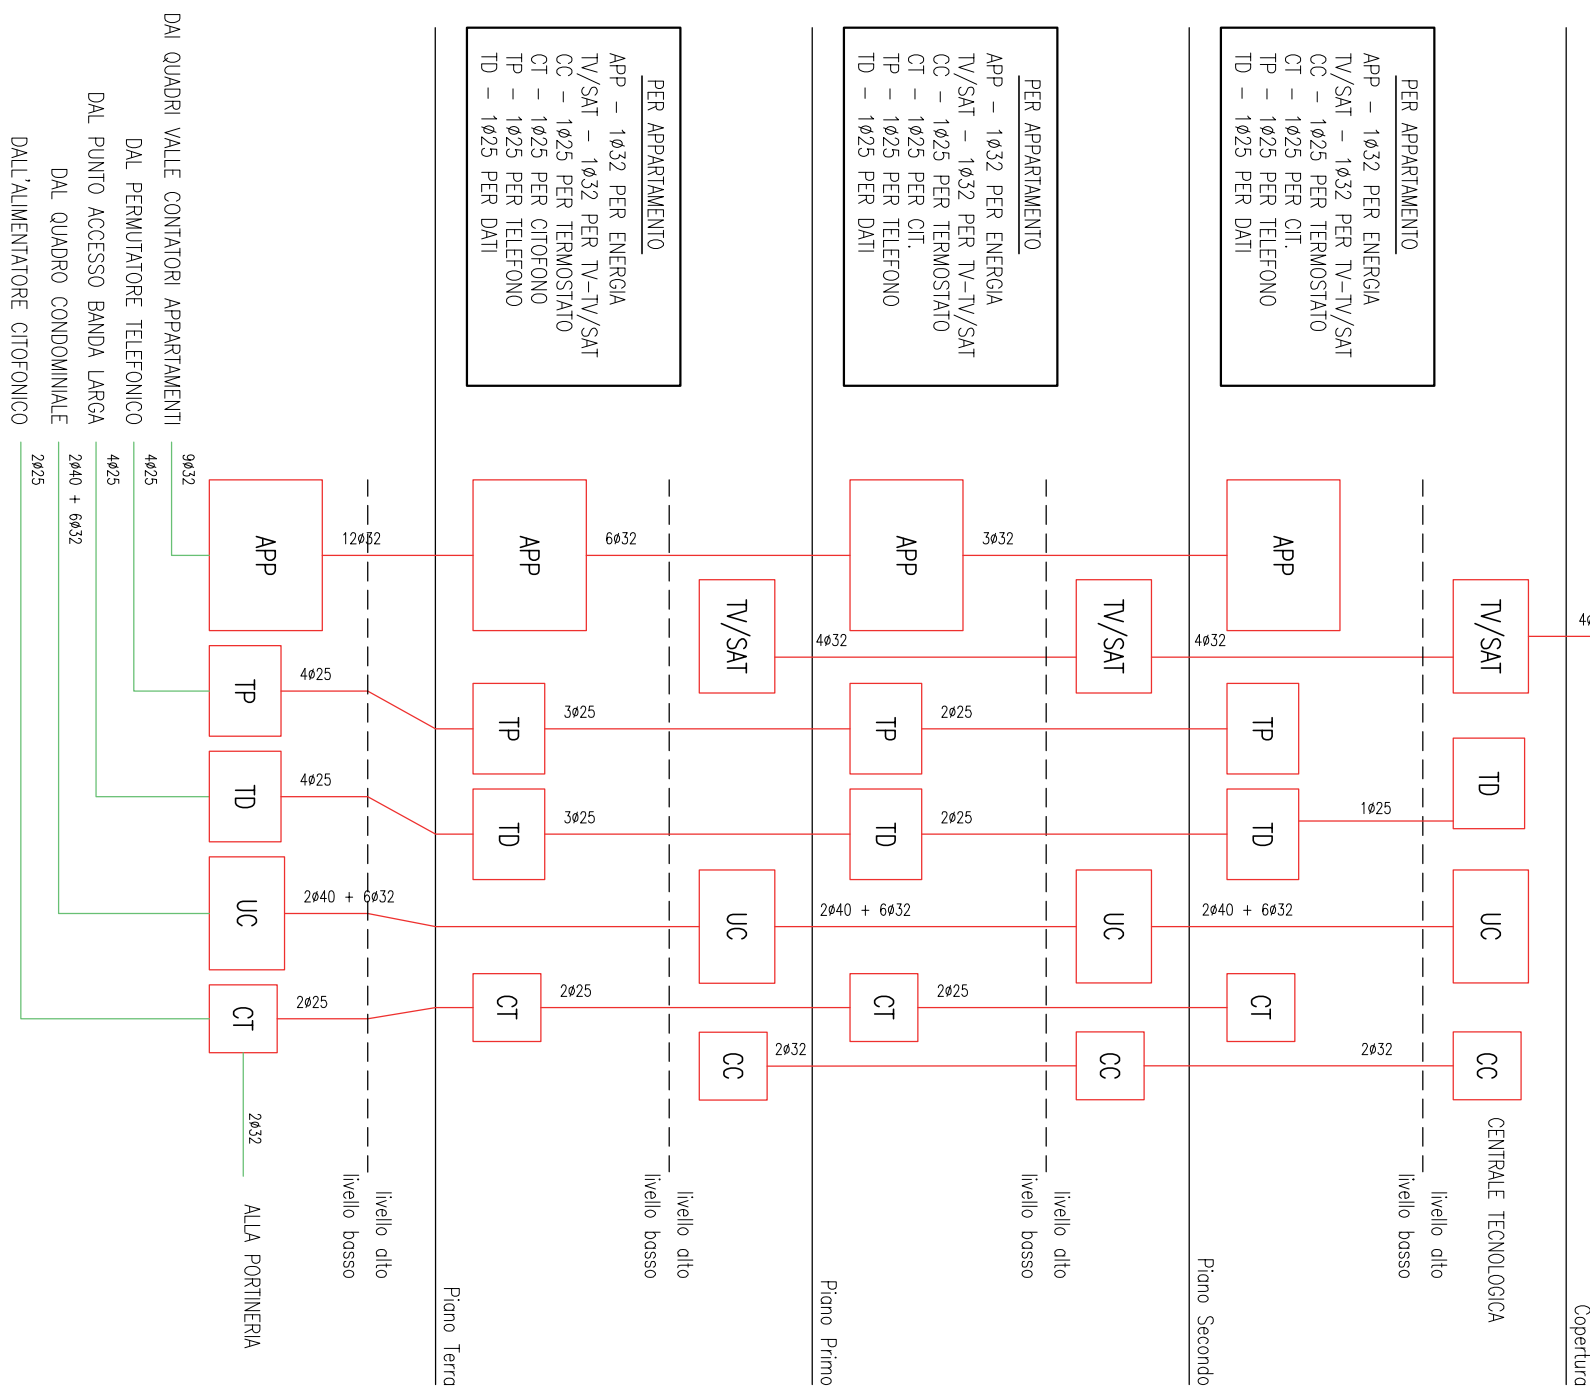 Copertura
4ø
PER APPARTAMENTO
APP - 1ø32 PER ENERGIA
TV/SAT - 1ø32 PER TV-TV/SAT
CC - 1ø25 PER TERMOSTATO
CT - 1ø25 PER CIT.
TP - 1ø25 PER TELEFONO
TD - 1ø25 PER DATI
TV/SAT
TD
UC
CC
CENTRALE TECNOLOGICA
livello alto
livello basso
APP
TP
TD
1ø25
UC
CT
2ø32
Piano Secondo
4ø32
2ø40 + 6ø32
PER APPARTAMENTO
APP - 1ø32 PER ENERGIA
TV/SAT - 1ø32 PER TV-TV/SAT
CC - 1ø25 PER TERMOSTATO
CT - 1ø25 PER CIT.
TP - 1ø25 PER TELEFONO
TD - 1ø25 PER DATI
TV/SAT
CC
livello alto
livello basso
3ø32
2ø25
2ø25
2ø25
APP
TP
TD
UC
CT
Piano Primo
4ø32
2ø40 + 6ø32
2ø32
PER APPARTAMENTO
APP - 1ø32 PER ENERGIA
TV/SAT - 1ø32 PER TV-TV/SAT
CC - 1ø25 PER TERMOSTATO
CT - 1ø25 PER CITOFONO
TP - 1ø25 PER TELEFONO
TD - 1ø25 PER DATI
TV/SAT
CC
livello alto
livello basso
6ø32
3ø25
3ø25
2ø25
APP
TP
TD
CT
Piano Terra
livello alto
livello basso
12ø32
4ø25
4ø25
2ø40 + 6ø32
2ø25
APP
TP
TD
UC
CT
2ø32
ALLA PORTINERIA
DAI QUADRI VALLE CONTATORI APPARTAMENTI
9ø32
DAL PERMUTATORE TELEFONICO
4ø25
DAL PUNTO ACCESSO BANDA LARGA
4ø25
DAL QUADRO CONDOMINIALE
2ø40 + 6ø32
DALL'ALIMENTATORE CITOFONICO
2ø25